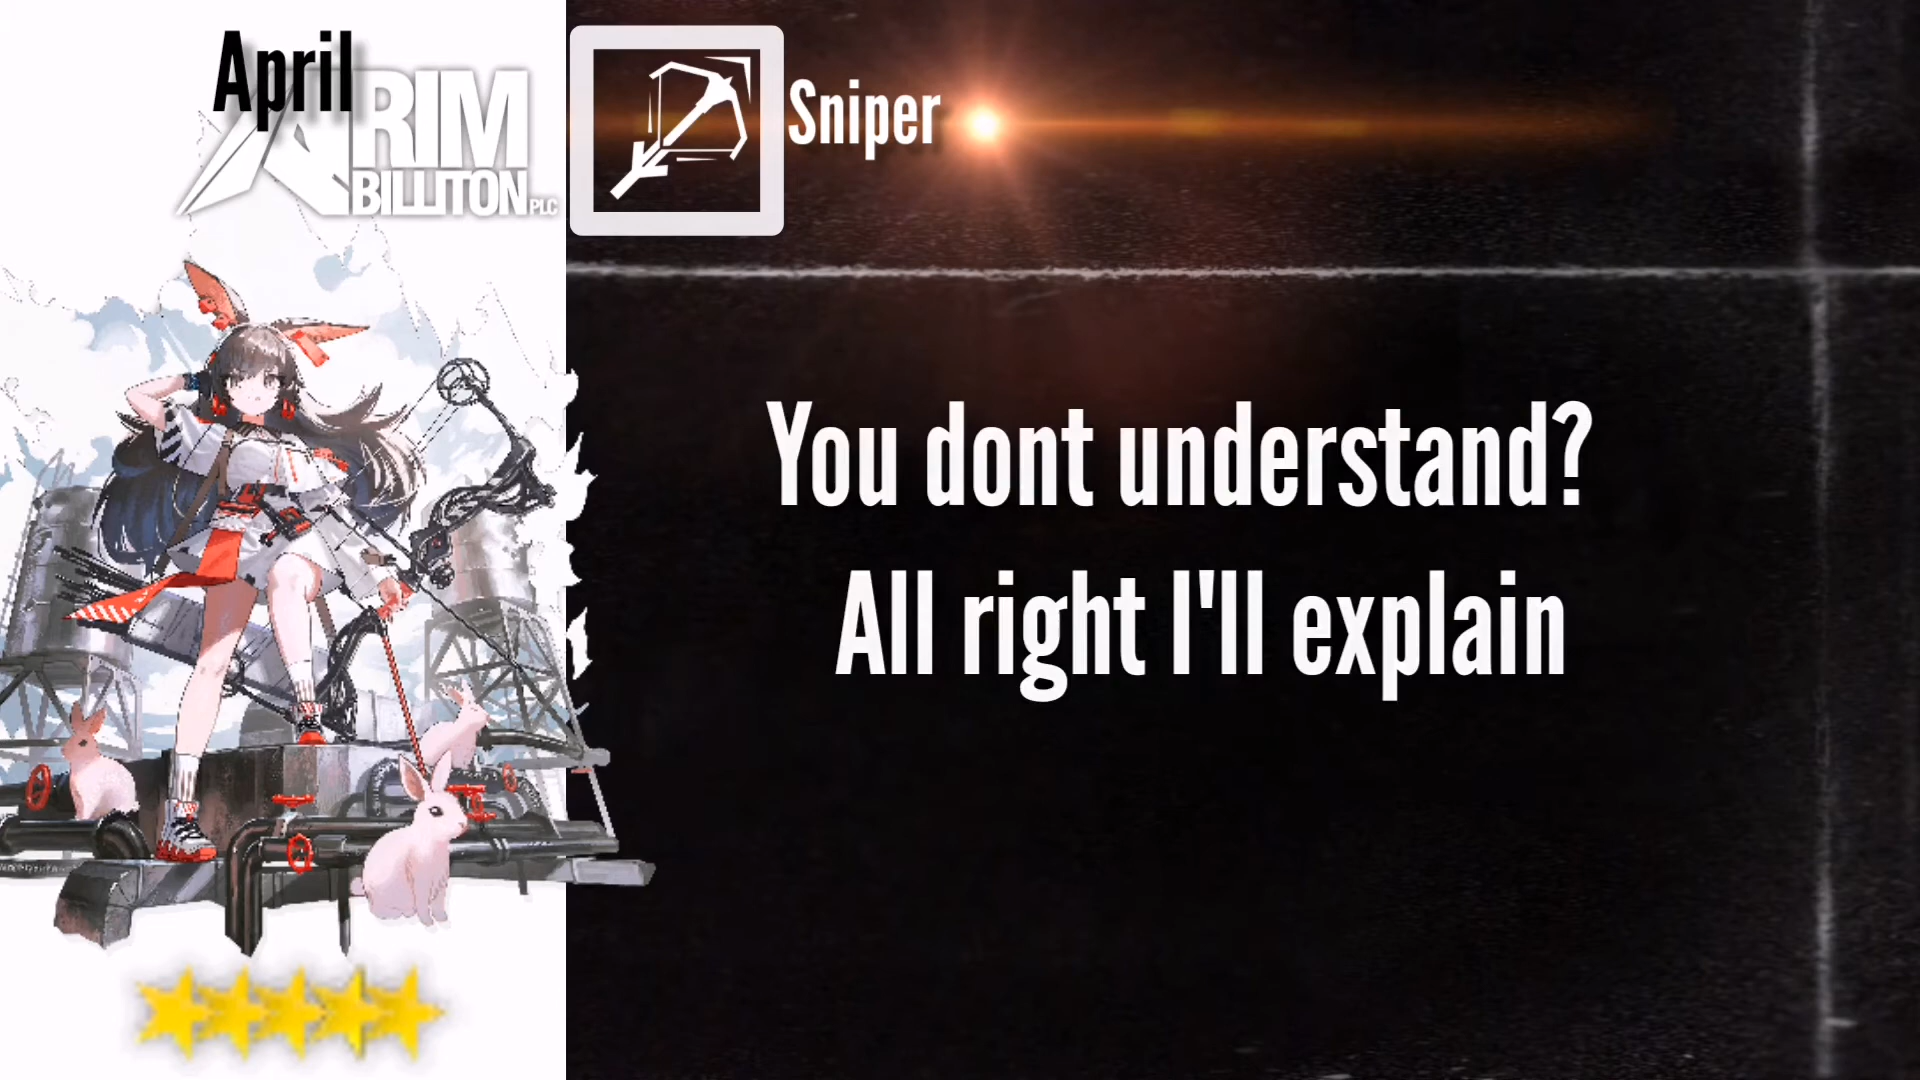 April
RIM
BILLITON PLC
Sniper
You dont understand?
All right I'll explain